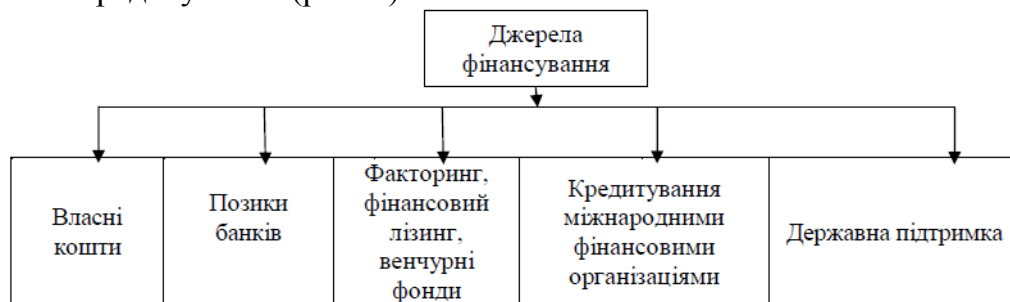 Джерела
фінансування
Власні
кошти
Позики
банків
Факторинг,
фінансовий
лізинг,
венчурні
фонди
Кредитування
міжнародними
фінансовими
організаціями
Державна підтримка